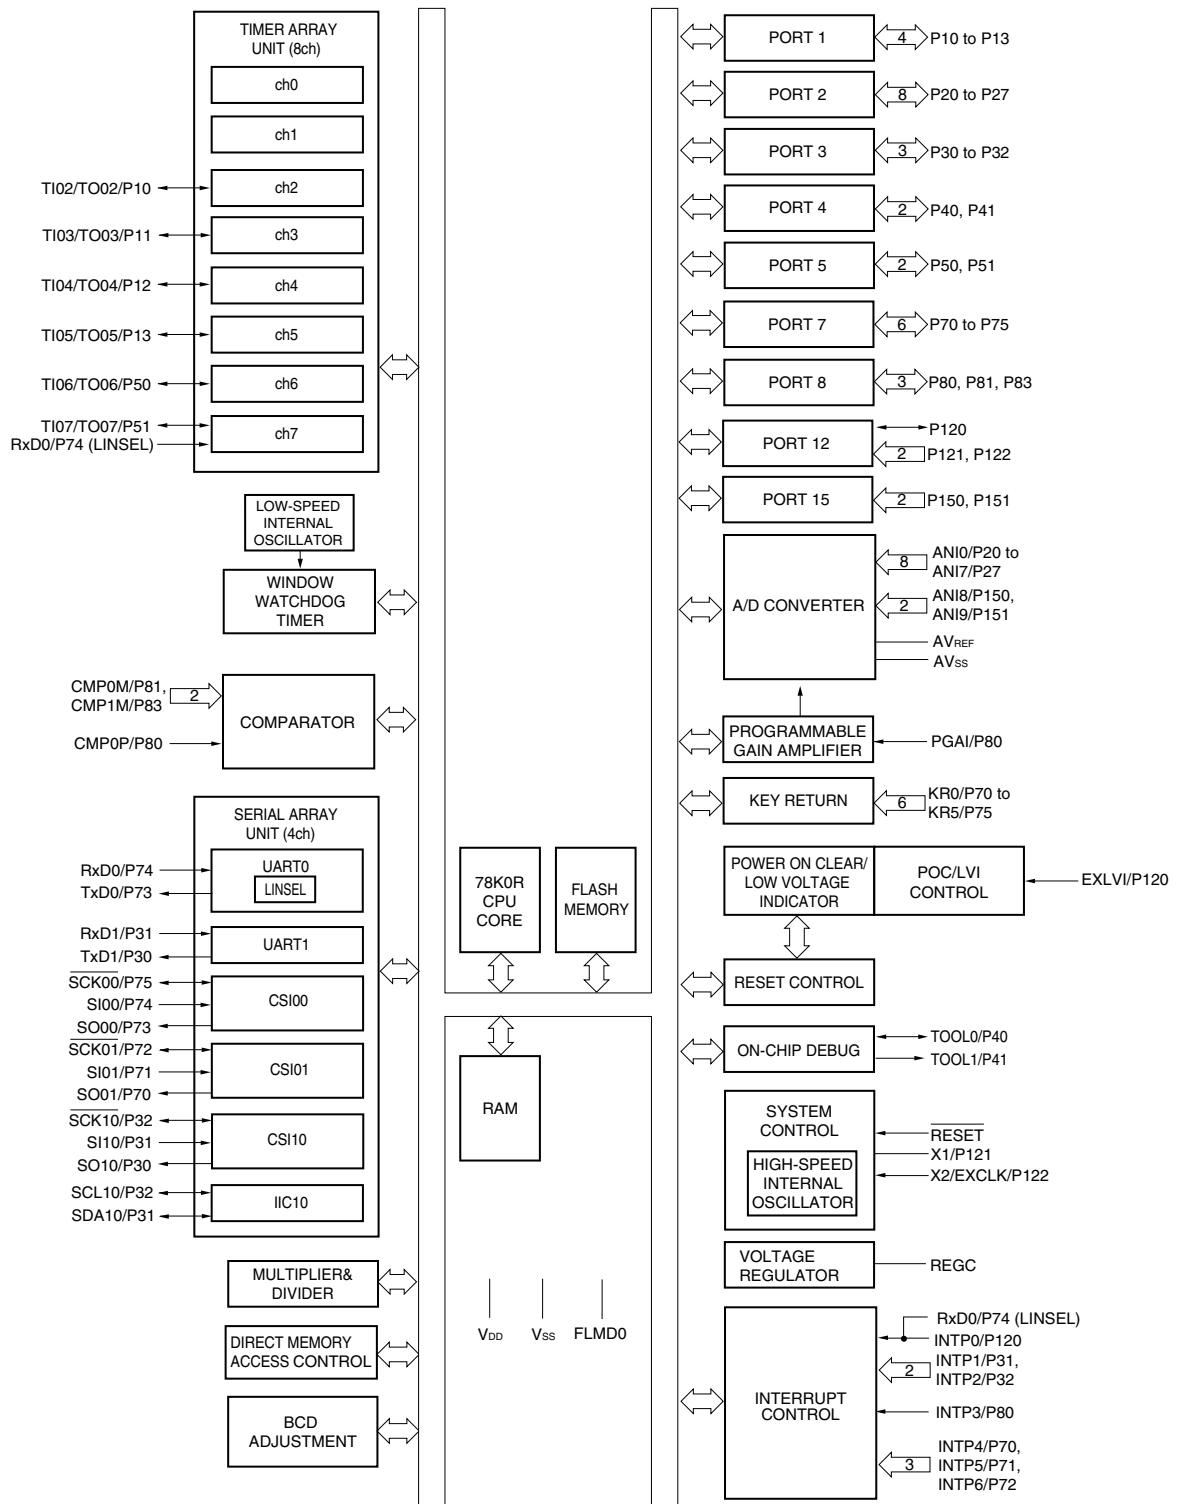 TIMER ARRAY
UNIT (8ch)
ch0
ch1
TI02/TO02/P10
ch2
TI03/TO03/P11
ch3
TI04/TO04/P12
ch4
TI05/TO05/P13
ch5
TI06/TO06/P50
ch6
TI07/TO07/P51
RxD0/P74 (LINSEL)
ch7
LOW-SPEED
INTERNAL
OSCILLATOR
WINDOW
WATCHDOG
TIMER
CMP0M/P81,
CMP1M/P83
2
CMP0P/P80
COMPARATOR
SERIAL ARRAY
UNIT (4ch)
RxD0/P74
TxD0/P73
UART0
LINSEL
RxD1/P31
TxD1/P30
UART1
SCK00/P75
SI00/P74
SO00/P73
CSI00
SCK01/P72
SI01/P71
SO01/P70
CSI01
SCK10/P32
SI10/P31
SO10/P30
CSI10
SCL10/P32
SDA10/P31
IIC10
MULTIPLIER&
DIVIDER
DIRECT MEMORY
ACCESS CONTROL
BCD
ADJUSTMENT
78K0R
CPU
CORE
FLASH
MEMORY
RAM
VDD
VSS
FLMD0
PORT 1
4
P10 to P13
PORT 2
8
P20 to P27
PORT 3
3
P30 to P32
PORT 4
2
P40, P41
PORT 5
2
P50, P51
PORT 7
6
P70 to P75
PORT 8
3
P80, P81, P83
PORT 12
P120
2
P121, P122
PORT 15
2
P150, P151
A/D CONVERTER
8
ANI0/P20 to
ANI7/P27
2
ANI8/P150,
ANI9/P151
AVREF
AVSS
PROGRAMMABLE
GAIN AMPLIFIER
PGAI/P80
KEY RETURN
6
KR0/P70 to
KR5/P75
POWER ON CLEAR/
LOW VOLTAGE
INDICATOR
POC/LVI
CONTROL
EXLVI/P120
RESET CONTROL
ON-CHIP DEBUG
TOOL0/P40
TOOL1/P41
SYSTEM
CONTROL
HIGH-SPEED
INTERNAL
OSCILLATOR
RESET
X1/P121
X2/EXCLK/P122
VOLTAGE
REGULATOR
REGC
INTERRUPT
CONTROL
RxD0/P74 (LINSEL)
INTP0/P120
2
INTP1/P31,
INTP2/P32
INTP3/P80
3
INTP4/P70,
INTP5/P71,
INTP6/P72